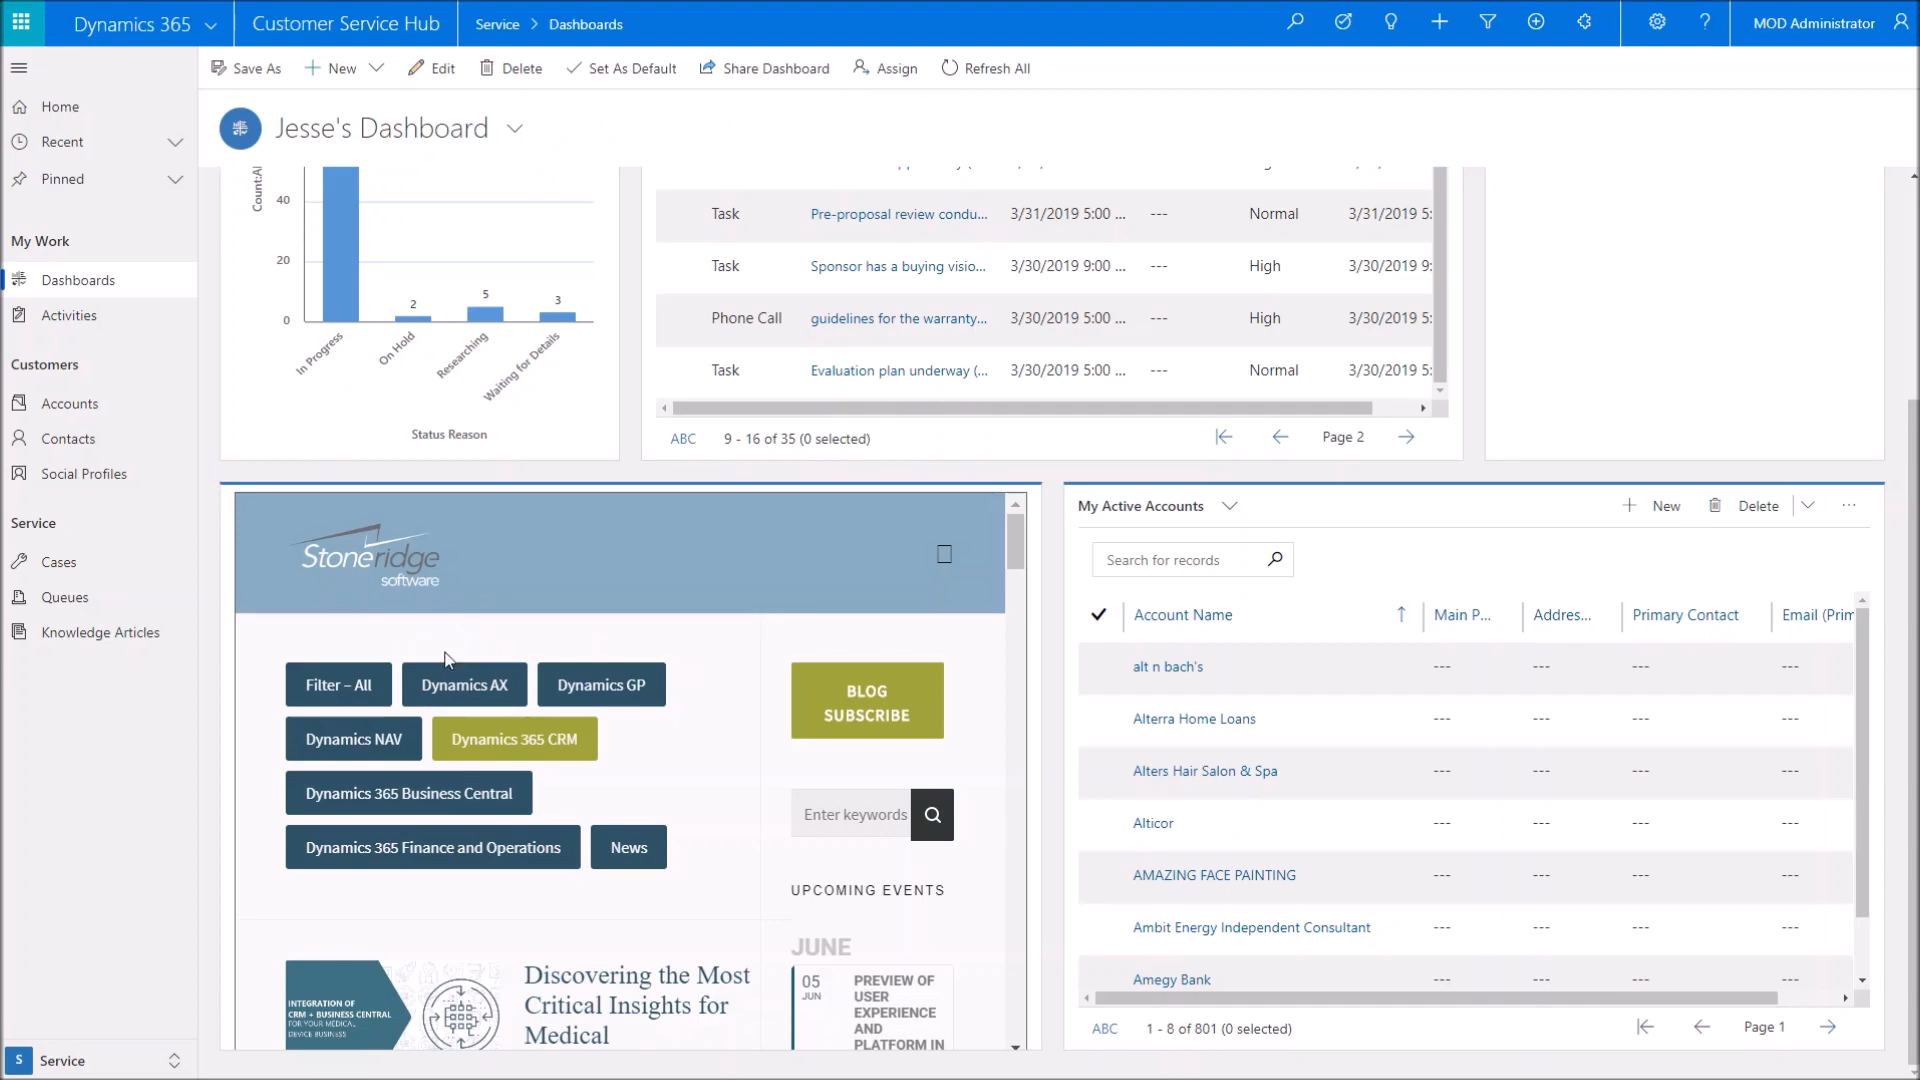 Dynamics 365
Customer Service Hub
Service > Dashboards
MOD Administrator
Save As
New
Edit
Delete
Set As Default
Share Dashboard
Assign
Refresh All
Home
Recent
Pinned
My Work
Dashboards
Activities
Customers
Accounts
Contacts
Social Profiles
Service
Cases
Queues
Knowledge Articles
S Service
Jesse's Dashboard
Count:Al
40
20
0
2
5
3
In Progress
On Hold
Researching
Waiting for Details
Status Reason
Task Pre-proposal review condu... 3/31/2019 5:00 ... --- Normal 3/31/2019 5:
Task Sponsor has a buying visio... 3/30/2019 9:00 ... --- High 3/30/2019 9:
Phone Call guidelines for the warranty... 3/30/2019 5:00 ... --- High 3/30/2019 5:
Task Evaluation plan underway (... 3/30/2019 5:00 ... --- Normal 3/30/2019 5:
ABC 9 - 16 of 35 (0 selected) Page 2
Stoneridge
software
Filter – All
Dynamics AX
Dynamics GP
Dynamics NAV
Dynamics 365 CRM
Dynamics 365 Business Central
Dynamics 365 Finance and Operations
News
BLOG
SUBSCRIBE
Enter keywords
UPCOMING EVENTS
JUNE
05
JUN
PREVIEW OF
USER
EXPERIENCE
AND
PLATFORM IN
INTEGRATION OF
CRM + BUSINESS CENTRAL
FOR YOUR MEDICAL
DEVICE BUSINESS
Discovering the Most
Critical Insights for
Medical
My Active Accounts
New
Delete
...
Search for records
Account Name Main P... Addres... Primary Contact Email (Prim
alt n bach's --- --- --- ---
Alterra Home Loans --- --- --- ---
Alters Hair Salon & Spa --- --- --- ---
Alticor --- --- --- ---
AMAZING FACE PAINTING --- --- --- ---
Ambit Energy Independent Consultant --- --- --- ---
Amegy Bank --- --- --- ---
ABC 1 - 8 of 801 (0 selected) Page 1